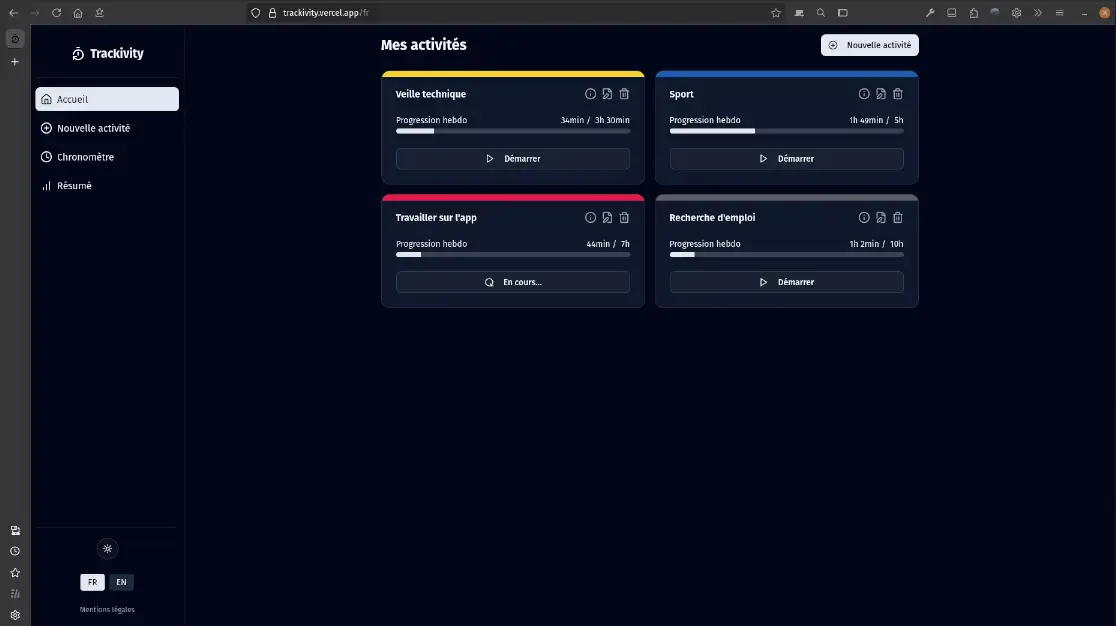 trackivity.vercel.app/fr
Trackivity
Accueil
Nouvelle activité
Chronomètre
Résumé
FR EN
Mentions légales
Mes activités
Nouvelle activité
Veille technique
Progression hebdo 34min / 3h 30min
Démarrer
Sport
Progression hebdo 1h 49min / 5h
Démarrer
Travailler sur l'app
Progression hebdo 44min / 7h
En cours...
Recherche d'emploi
Progression hebdo 1h 2min / 10h
Démarrer